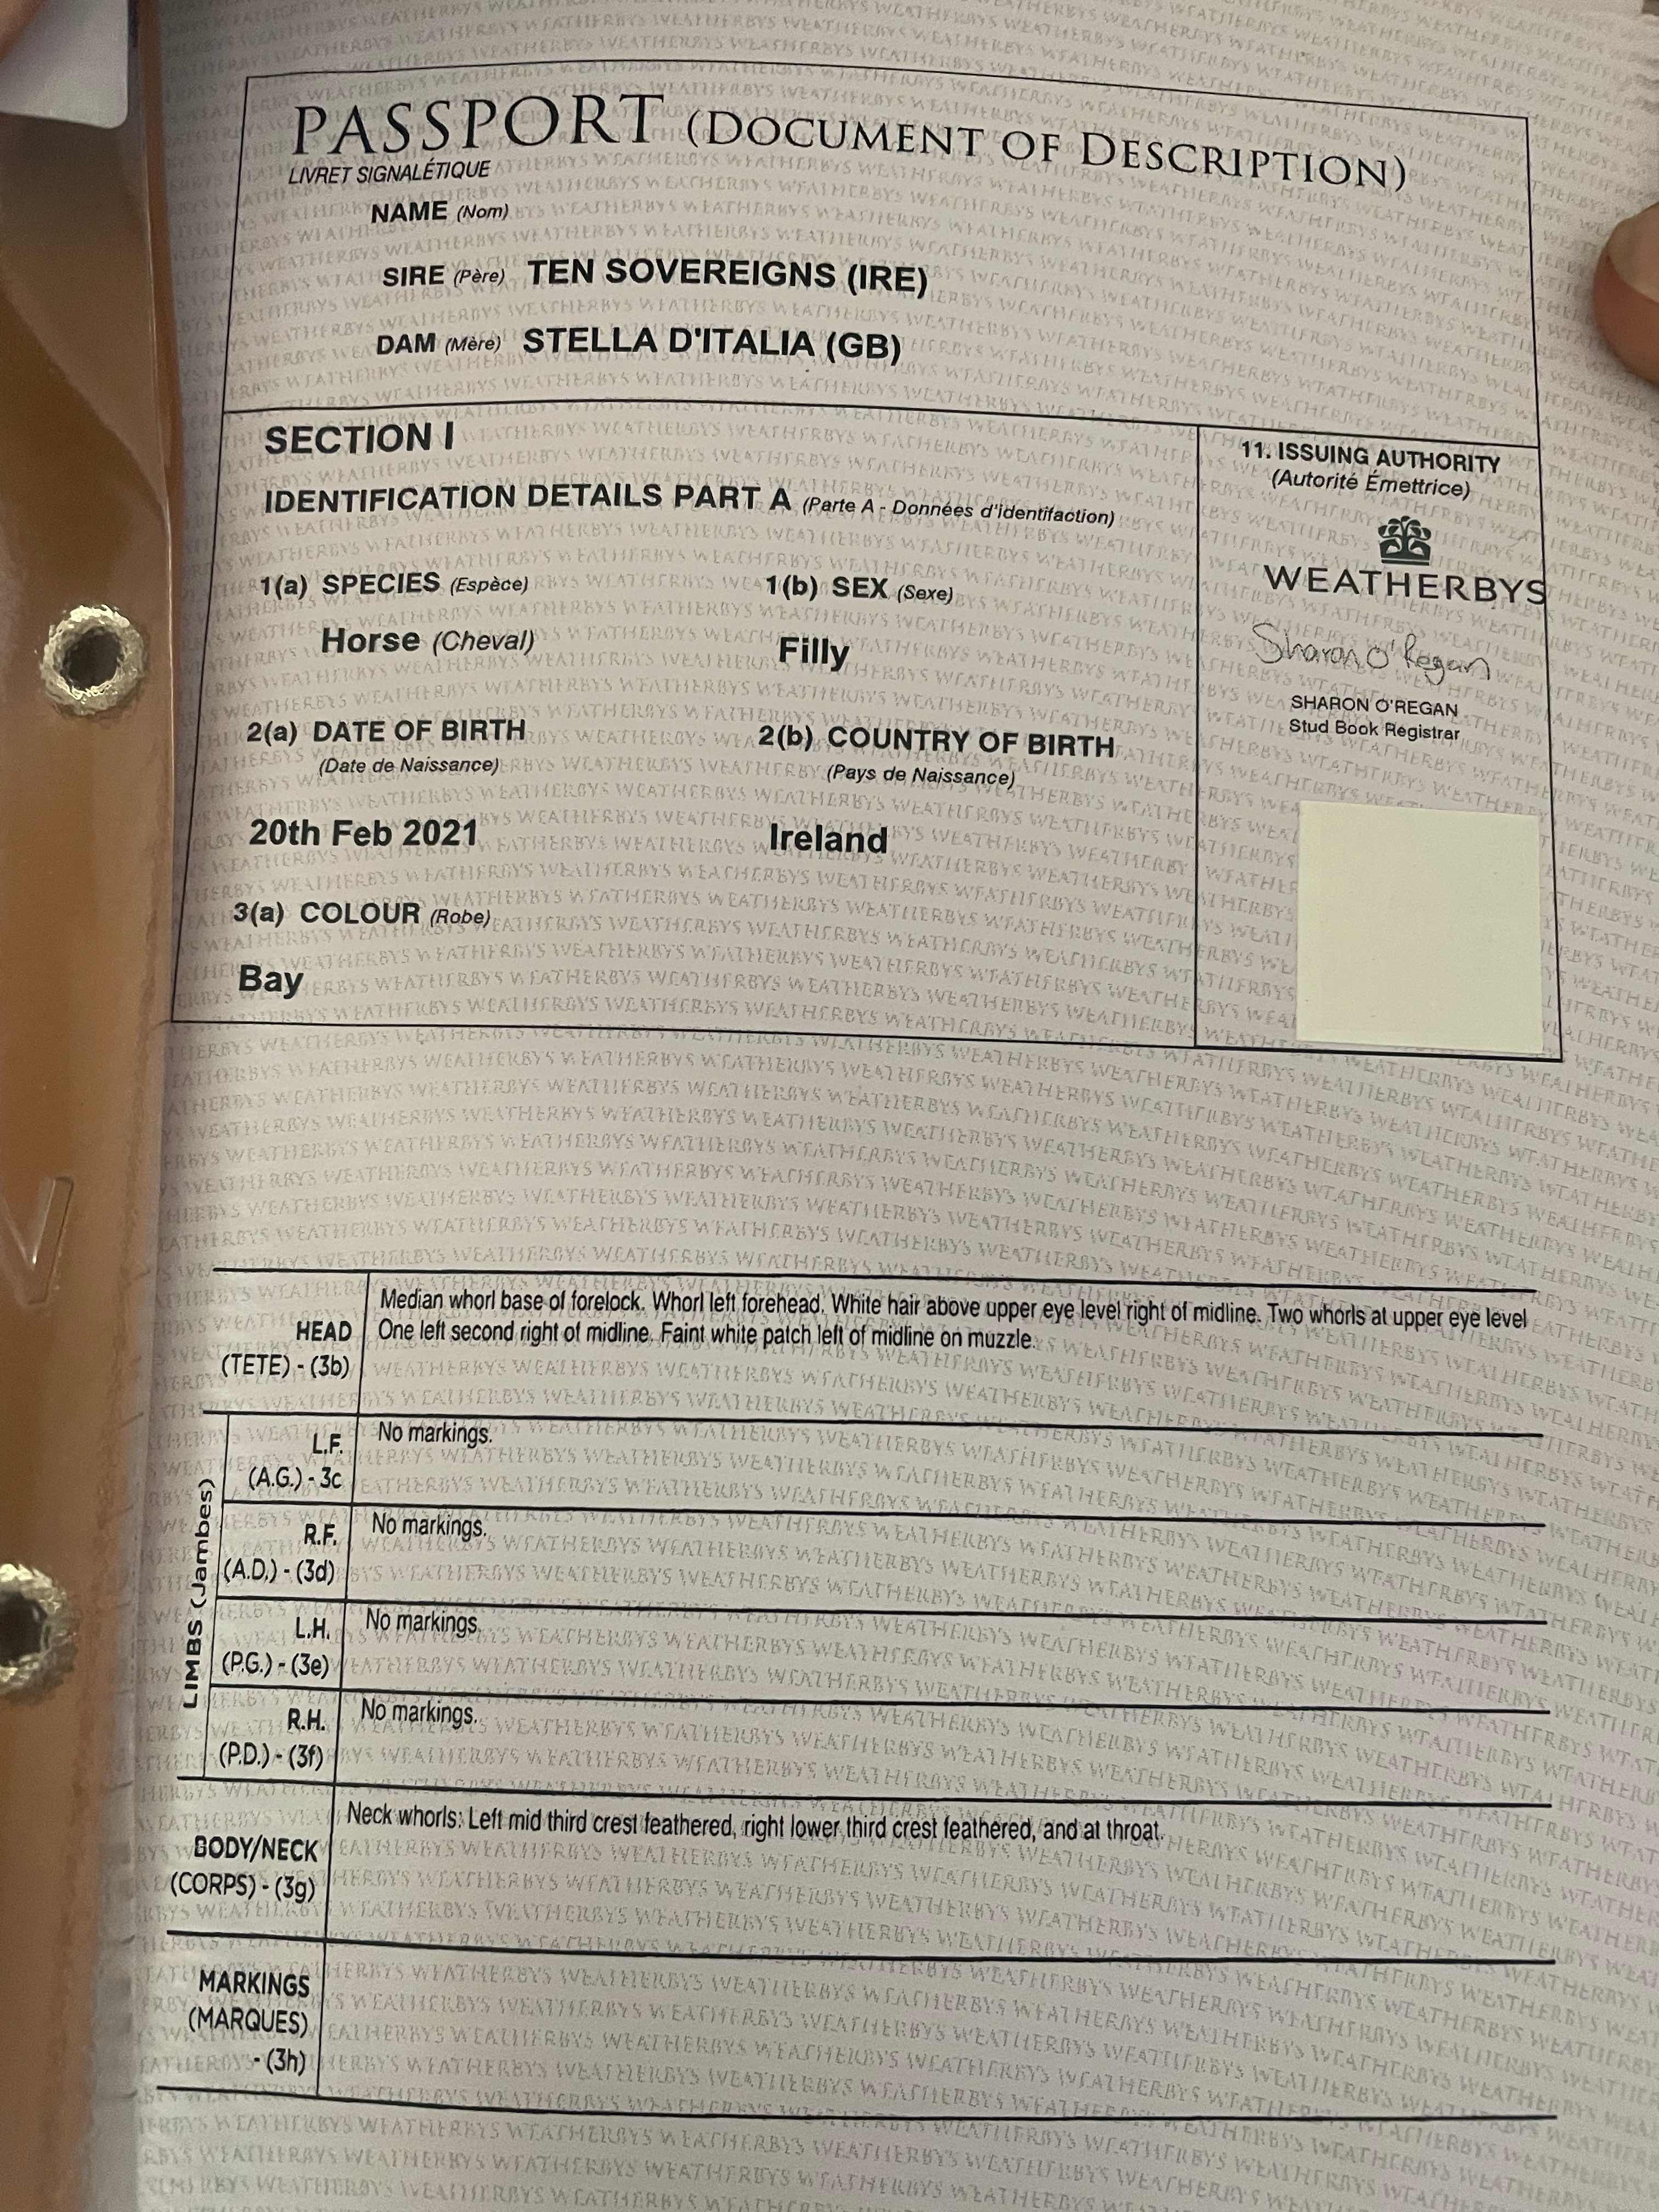 PASSPORT (DOCUMENT OF DESCRIPTION)
LIVRET SIGNALÉTIQUE
NAME (Nom)
SIRE (Père) TEN SOVEREIGNS (IRE)
DAM (Mère) STELLA D'ITALIA (GB)
SECTION I
IDENTIFICATION DETAILS PART A (Parte A - Données d'identifaction)
1(a) SPECIES (Espèce)
1(b) SEX (Sexe)
Horse (Cheval)
Filly
2(a) DATE OF BIRTH
(Date de Naissance)
2(b) COUNTRY OF BIRTH
(Pays de Naissance)
20th Feb 2021
Ireland
3(a) COLOUR (Robe)
Bay
11. ISSUING AUTHORITY
(Autorité Émettrice)
WEATHERBYS
Sharon O'Regan
SHARON O'REGAN
Stud Book Registrar
HEAD
(TETE) - (3b)
Median whorl base of forelock. Whorl left forehead. White hair above upper eye level right of midline. Two whorls at upper eye level
One left second right of midline. Faint white patch left of midline on muzzle.
LIMBS (Jambes)
L.F.
(A.G.) - 3c
No markings.
R.F.
(A.D.) - (3d)
No markings.
L.H.
(P.G.) - (3e)
No markings.
R.H.
(P.D.) - (3f)
No markings.
BODY/NECK
(CORPS) - (3g)
Neck whorls: Left mid third crest feathered, right lower third crest feathered, and at throat.
MARKINGS
(MARQUES)
- (3h)